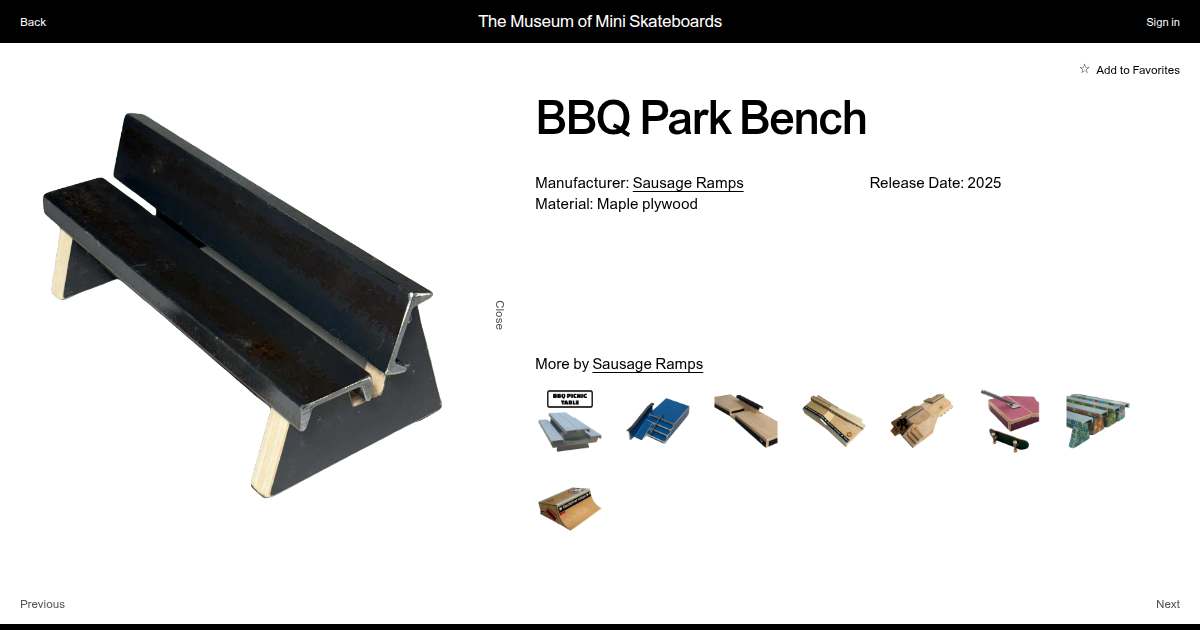 Back
The Museum of Mini Skateboards
Sign in
☆ Add to Favorites
BBQ Park Bench
Manufacturer: Sausage Ramps
Release Date: 2025
Material: Maple plywood
Close
More by Sausage Ramps
BBQ PICNIC
TABLE
Previous
Next